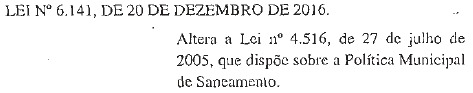 LEI Nº 6.141, DE 20 DE DEZEMBRO DE 2016.
Altera a Lei nº 4.516, de 27 de julho de
2005, que dispõe sobre a Política Municipal
de Saneamento.